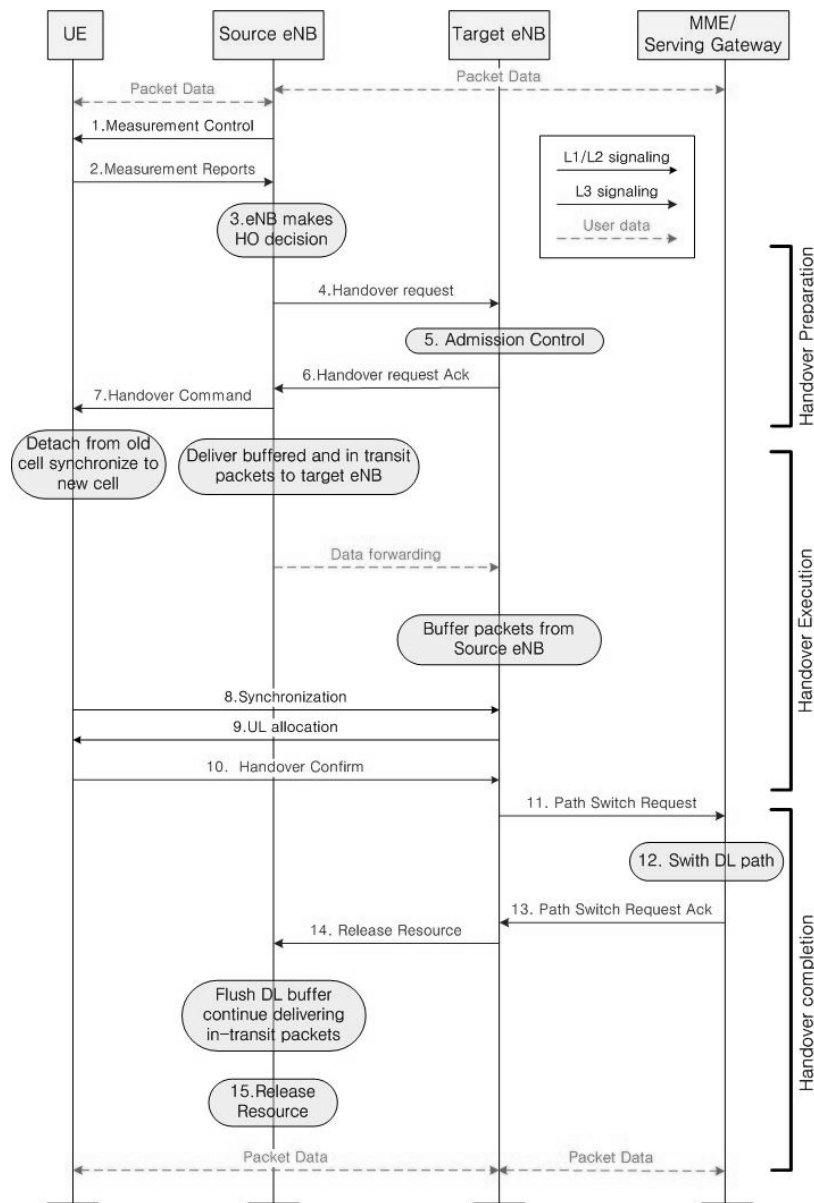 UE
Source eNB
Target eNB
MME/
Serving Gateway
Packet Data
Packet Data
1.Measurement Control
2.Measurement Reports
L1/L2 signaling
L3 signaling
User data
3.eNB makes
HO decision
4.Handover request
5. Admission Control
6.Handover request Ack
7.Handover Command
Handover Preparation
Detach from old
cell synchronize to
new cell
Deliver buffered and in transit
packets to target eNB
Data forwarding
Buffer packets from
Source eNB
8.Synchronization
9.UL allocation
10. Handover Confirm
Handover Execution
11. Path Switch Request
12. Swith DL path
13. Path Switch Request Ack
14. Release Resource
Flush DL buffer
continue delivering
in-transit packets
15.Release
Resource
Handover completion
Packet Data
Packet Data